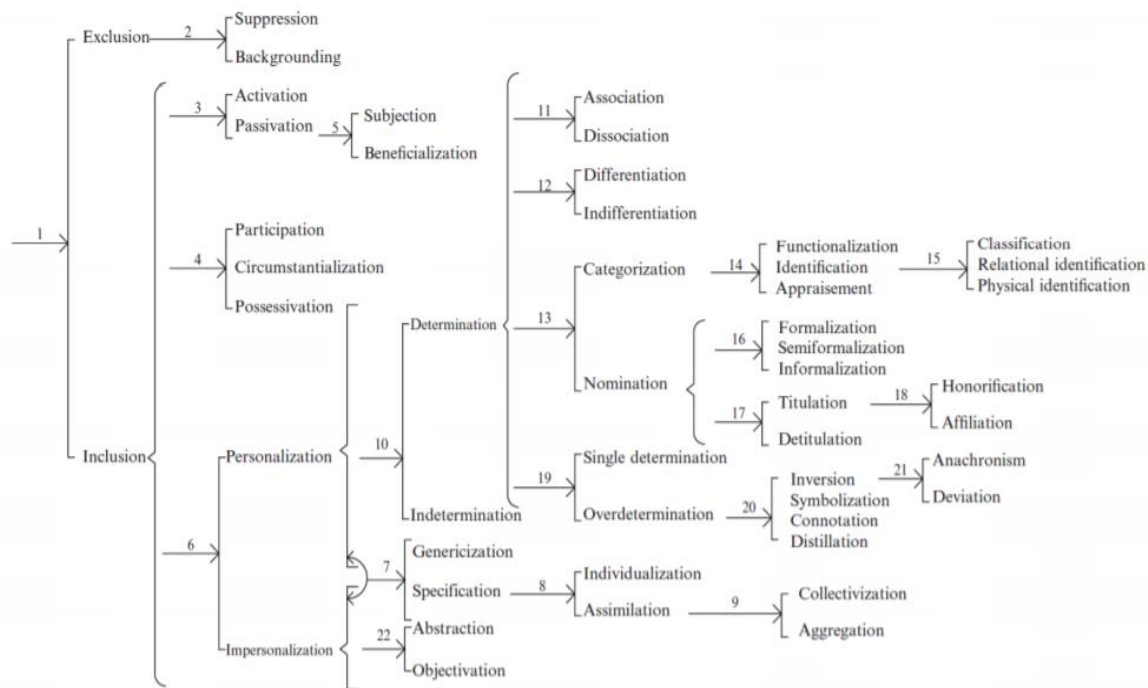 Exclusion 2 Suppression
Backgrounding
3 Activation
Passivation 5 Subjection
Beneficialization
11 Association
Dissociation
12 Differentiation
Indifferentiation
1
4 Participation
Circumstantialization
Possessivation
Determination
13 Categorization 14 Functionalization
Identification 15 Classification
Appraisement Relational identification
Physical identification
Nomination 16 Formalization
Semiformalization
Informalization
17 Titulation 18 Honorification
Detitulation Affiliation
Inclusion
6 Personalization 10
Indetermination
19 Single determination
Overdetermination 20 Inversion 21 Anachronism
Symbolization Deviation
Connotation
Distillation
7 Genericization
Specification 8 Individualization
Assimilation 9 Collectivization
Aggregation
Impersonalization 22 Abstraction
Objectivation